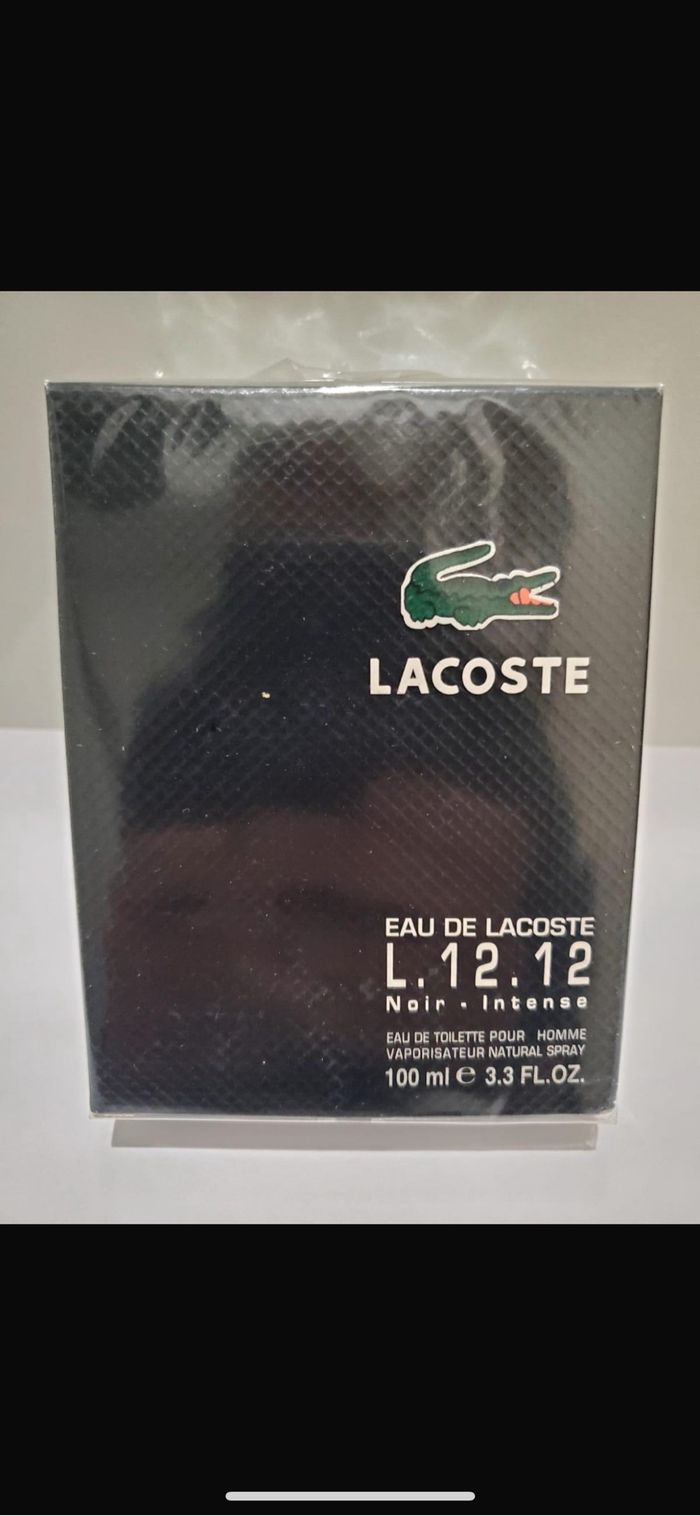 LACOSTE
EAU DE LACOSTE
L.12.12
Noir - Intense
EAU DE TOILETTE POUR HOMME
VAPORISATEUR NATURAL SPRAY
100 ml ℮ 3.3 FL.OZ.